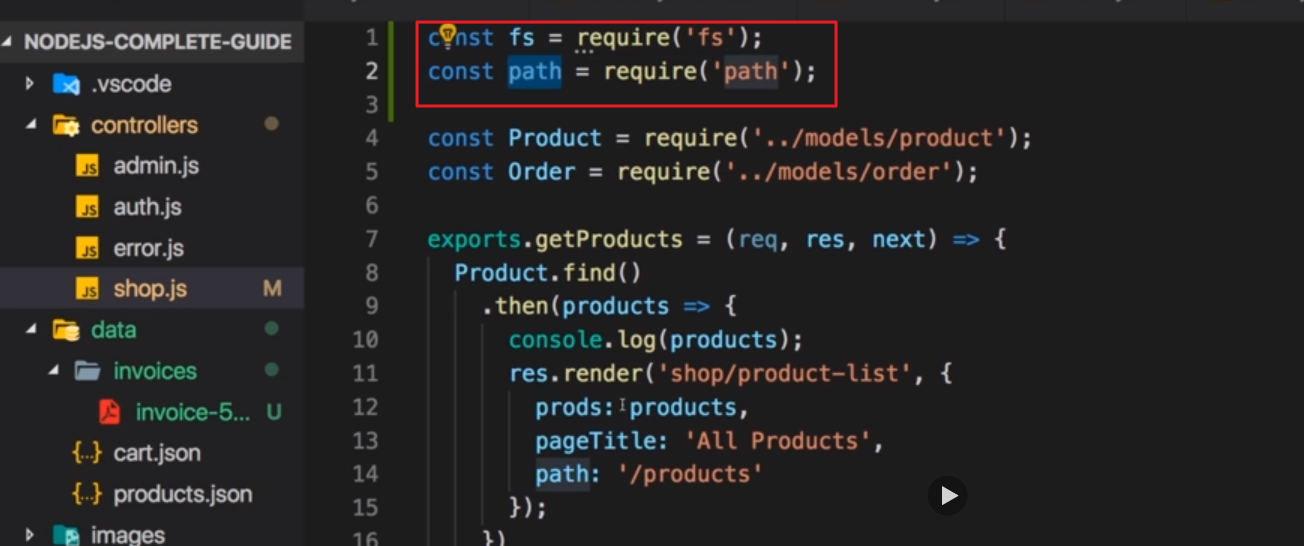 NODEJS-COMPLETE-GUIDE
.vscode
controllers
JS admin.js
JS auth.js
JS error.js
JS shop.js M
data
invoices
invoice-5... U
{..} cart.json
{..} products.json
images
1 const fs = require('fs');
2 const path = require('path');
3
4 const Product = require('../models/product');
5 const Order = require('../models/order');
6
7 exports.getProducts = (req, res, next) => {
8 Product.find()
9 .then(products => {
10 console.log(products);
11 res.render('shop/product-list', {
12 prods: products,
13 pageTitle: 'All Products',
14 path: '/products'
15 });
16 })